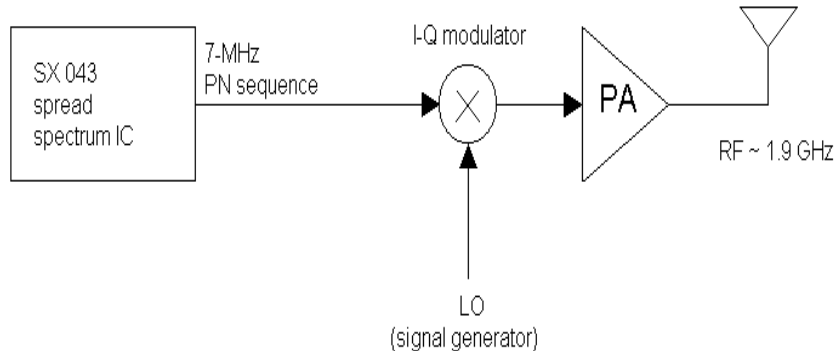 SX 043
spread
spectrum IC
7-MHz
PN sequence
I-Q modulator
PA
RF ~ 1.9 GHz
LO
(signal generator)